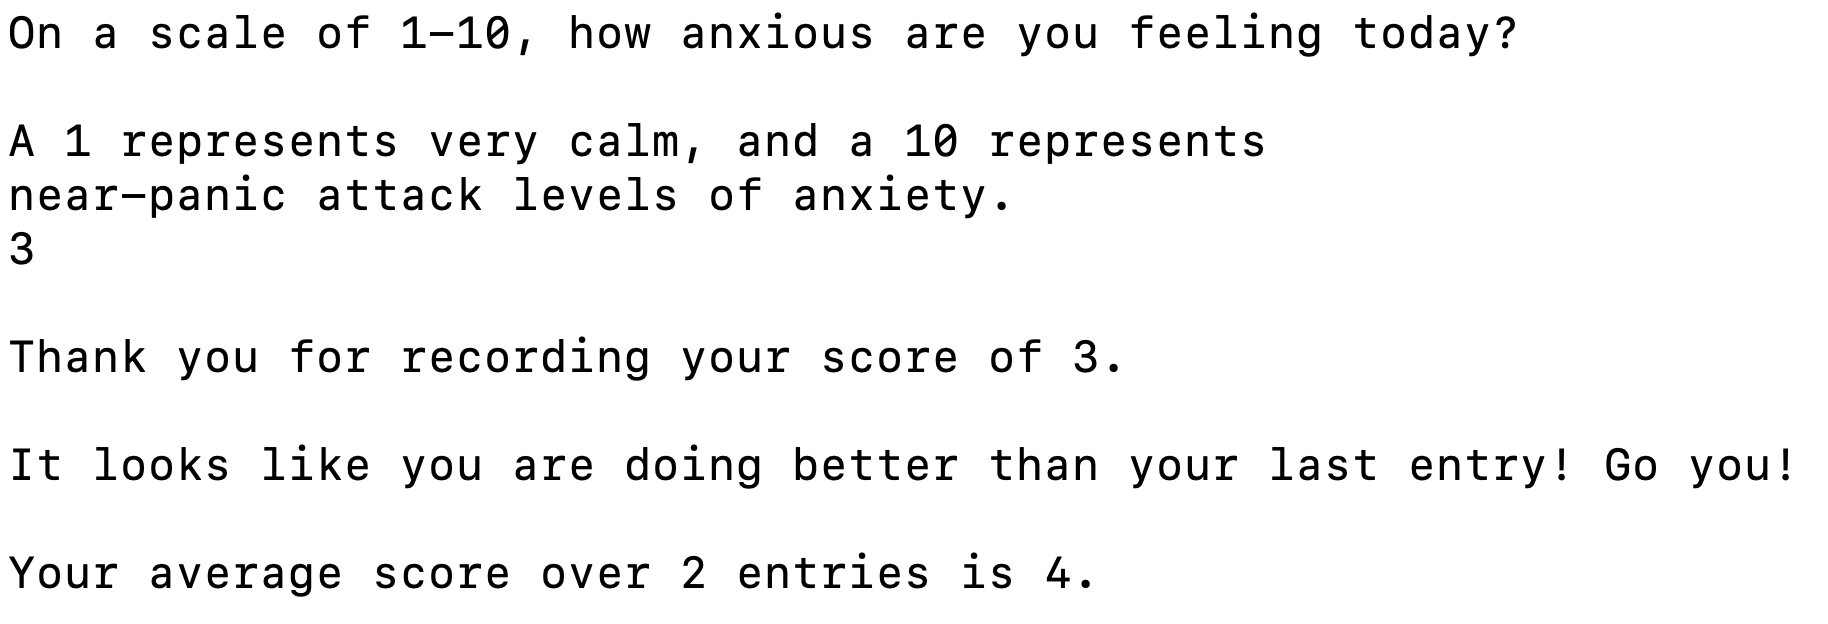 On a scale of 1-10, how anxious are you feeling today?
A 1 represents very calm, and a 10 represents
near-panic attack levels of anxiety.
3
Thank you for recording your score of 3.
It looks like you are doing better than your last entry! Go you!
Your average score over 2 entries is 4.